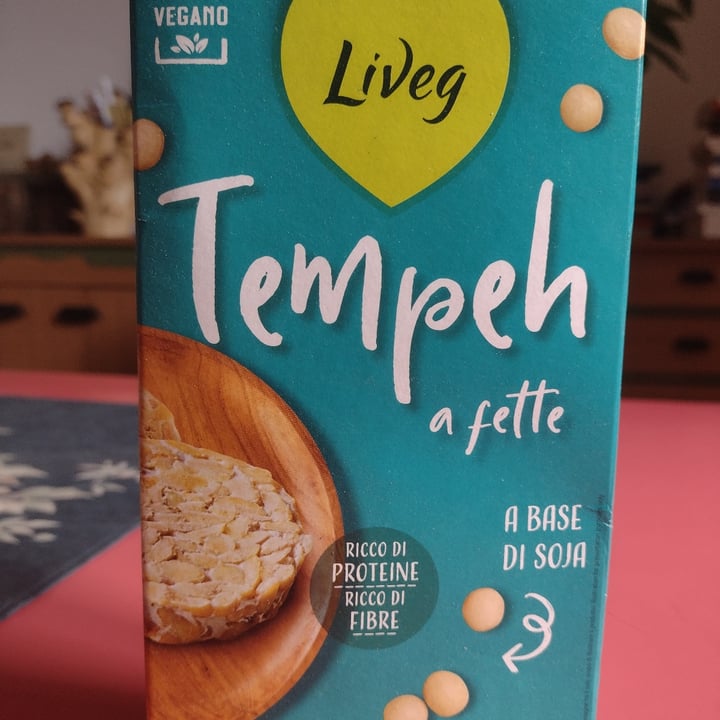 VEGANO
LiVeg
Tempeh
a fette
A BASE
DI SOJA
RICCO DI
PROTEINE
RICCO DI
FIBRE